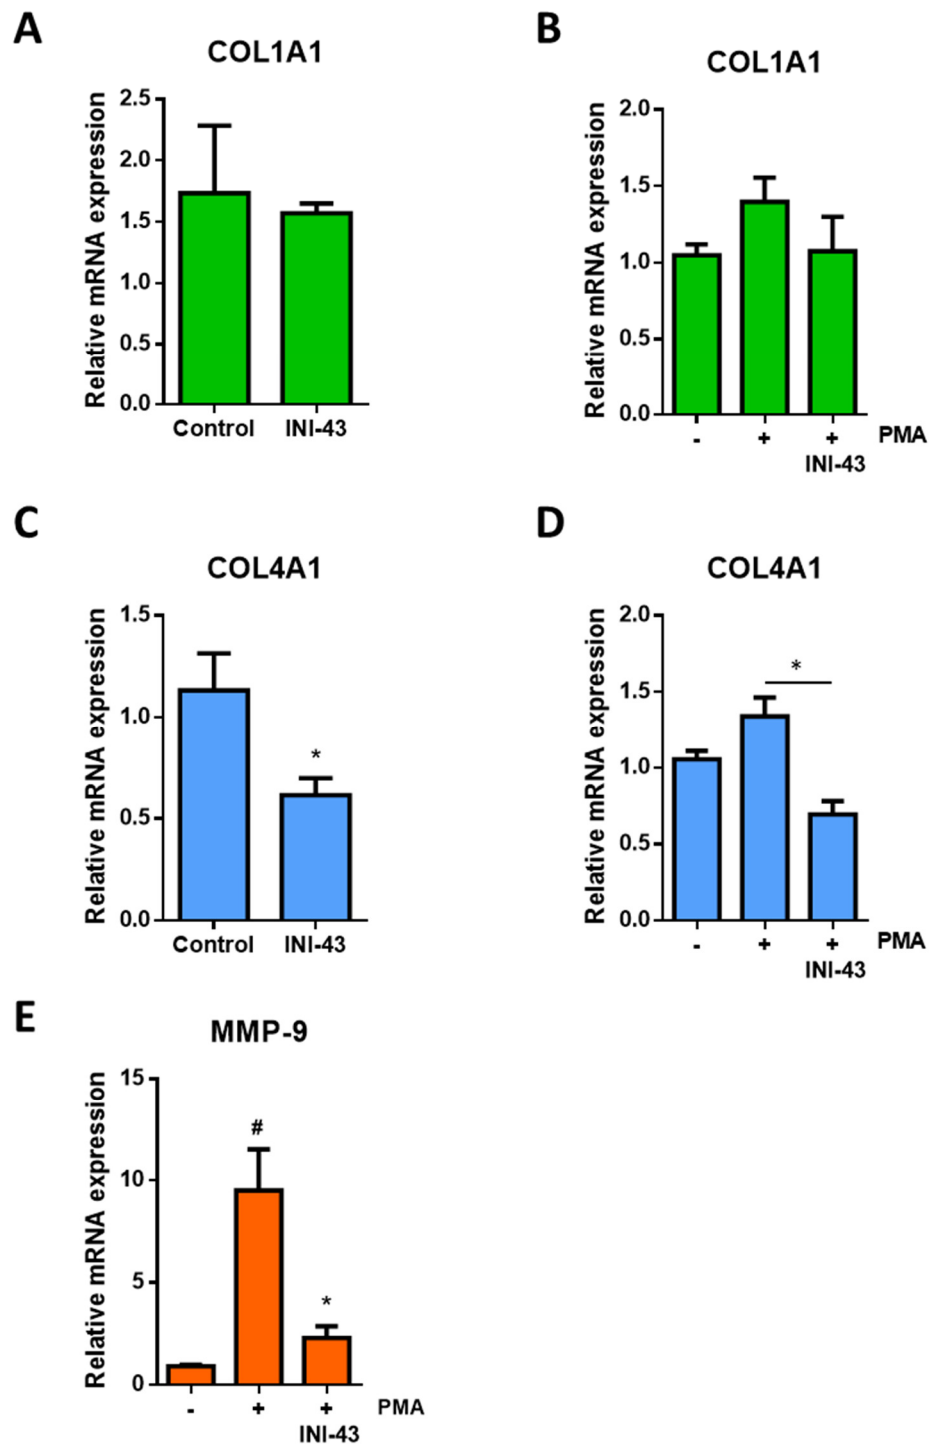 A
COL1A1
Relative mRNA expression
2.5
2.0
1.5
1.0
0.5
0.0
Control INI-43
B
COL1A1
Relative mRNA expression
2.0
1.5
1.0
0.5
0.0
- + + PMA
INI-43
C
COL4A1
Relative mRNA expression
1.5
1.0
0.5
0.0
*
Control INI-43
D
COL4A1
Relative mRNA expression
2.0
1.5
1.0
0.5
0.0
*
- + + PMA
INI-43
E
MMP-9
Relative mRNA expression
15
10
5
0
#
*
- + + PMA
INI-43